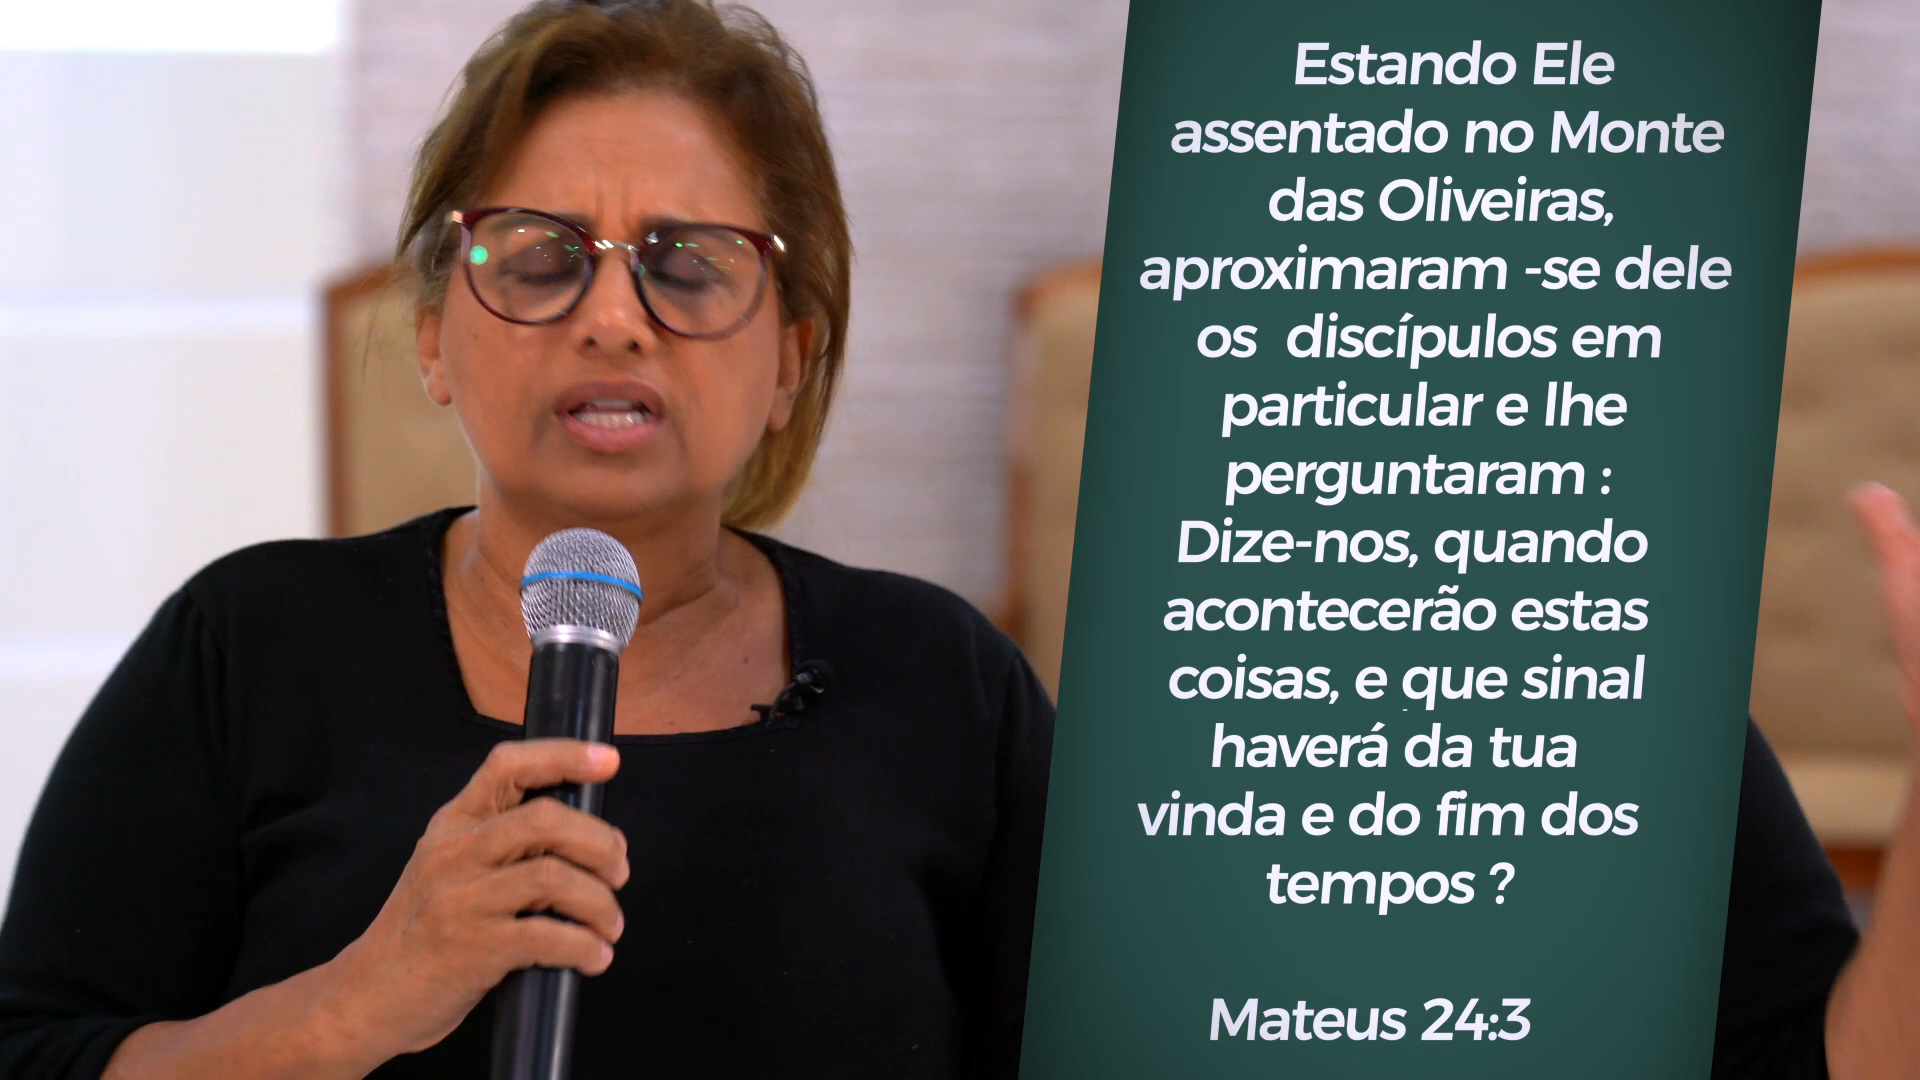 Estando Ele
assentado no Monte
das Oliveiras,
aproximaram -se dele
os  discípulos em
particular e lhe
perguntaram :
Dize-nos, quando
acontecerão estas
coisas, e que sinal
haverá da tua
vinda e do fim dos
tempos ?
Mateus 24:3